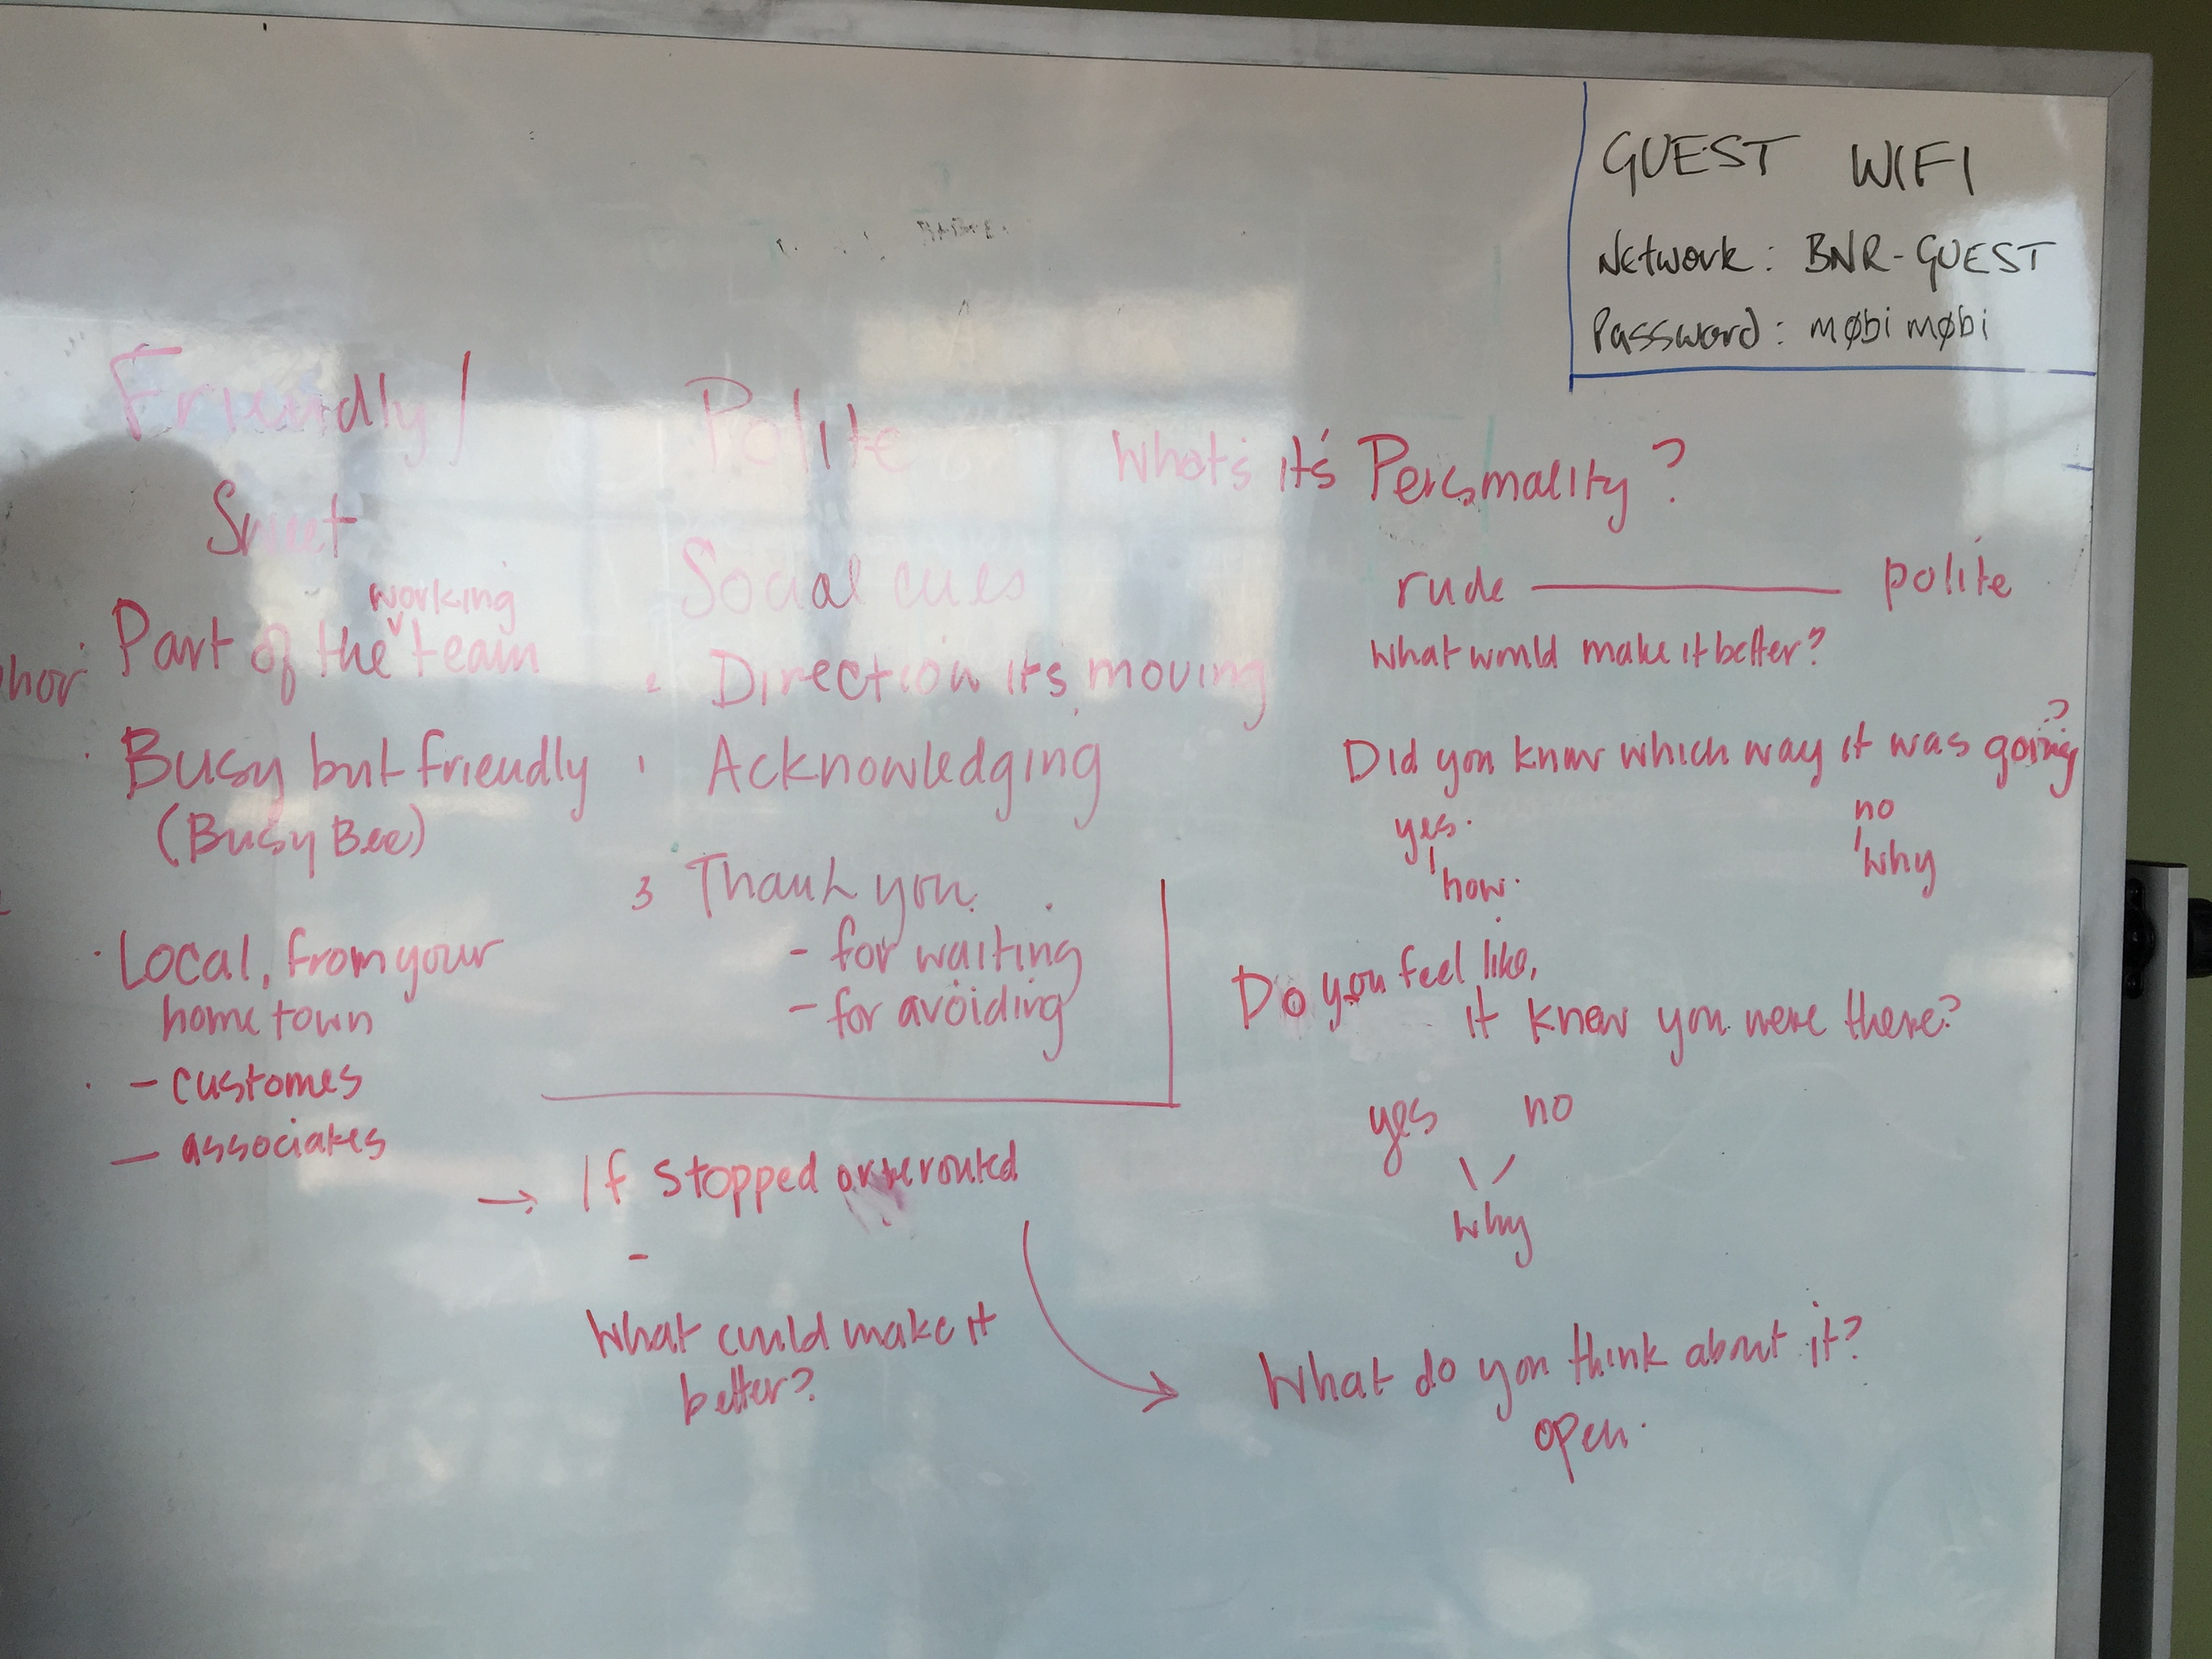 GUEST WIFI
Network: BNR-GUEST
Password: møbi møbi
Friendly/
Sweet
working
Part of the ˅ team
Busy but friendly
(Busy Bee)
Local, from your
home town
- customes
- associates
Polite
Social cues
2 Direction its moving
1 Acknowledging
3 Thank you
- for waiting
- for avoiding
→ If stopped or rerouted
-
What could make it
better?
What's it's Personality?
rude — polite
What would make it better?
Did you know which way it was going?
yes. no
how. why
Do you feel like,
it knew you were there?
yes no
why
What do you think about it?
open.